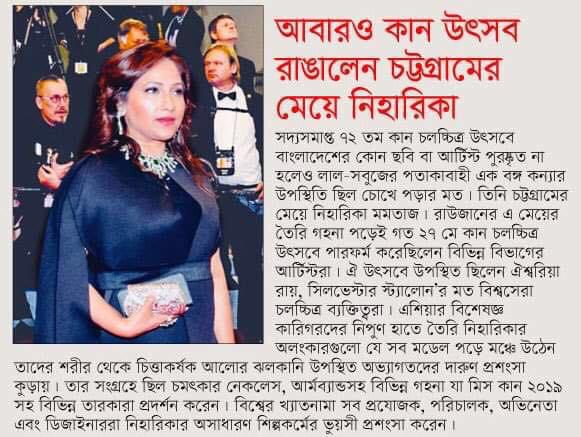 আবারও কান উৎসব
রাঙালেন চট্টগ্রামের
মেয়ে নিহারিকা
সদ্যসমাপ্ত ৭২ তম কান চলচ্চিত্র উৎসবে
বাংলাদেশের কোন ছবি বা আর্টিস্ট পুরষ্কৃত না
হলেও লাল-সবুজের পতাকাবাহী এক বঙ্গ কন্যার
উপস্থিতি ছিল চোখে পড়ার মত। তিনি চট্টগ্রামের
মেয়ে নিহারিকা মমতাজ। রাউজানের এ মেয়ের
তৈরি গহনা পড়েই গত ২৭ মে কান চলচ্চিত্র
উৎসবে পারফর্ম করেছিলেন বিভিন্ন বিভাগের
আর্টিস্টরা। ঐ উৎসবে উপস্থিত ছিলেন ঐশ্বরিয়া
রায়, সিলভেস্টার স্ট্যালোন’র মত বিশ্বসেরা
চলচ্চিত্র ব্যক্তিত্বরা। এশিয়ার বিশেষজ্ঞ
কারিগরদের নিপুণ হাতে তৈরি নিহারিকার
অলংকারগুলো যে সব মডেল পড়ে মঞ্চে উঠেন
তাদের শরীর থেকে চিত্তাকর্ষক আলোর ঝলকানি উপস্থিত অভ্যাগতদের দারুণ প্রশংসা
কুড়ায়। তার সংগ্রহে ছিল চমৎকার নেকলেস, আর্মব্যান্ডসহ বিভিন্ন গহনা যা মিস কান ২০১৯
সহ বিভিন্ন তারকারা প্রদর্শন করেন। বিশ্বের খ্যাতনামা সব প্রযোজক, পরিচালক, অভিনেতা
এবং ডিজাইনাররা নিহারিকার অসাধারণ শিল্পকর্মের ভুয়সী প্রশংসা করেন।